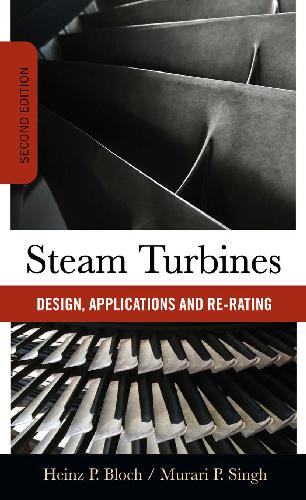 SECOND EDITION
Steam Turbines
DESIGN, APPLICATIONS AND RE-RATING
Heinz P. Bloch / Murari P. Singh